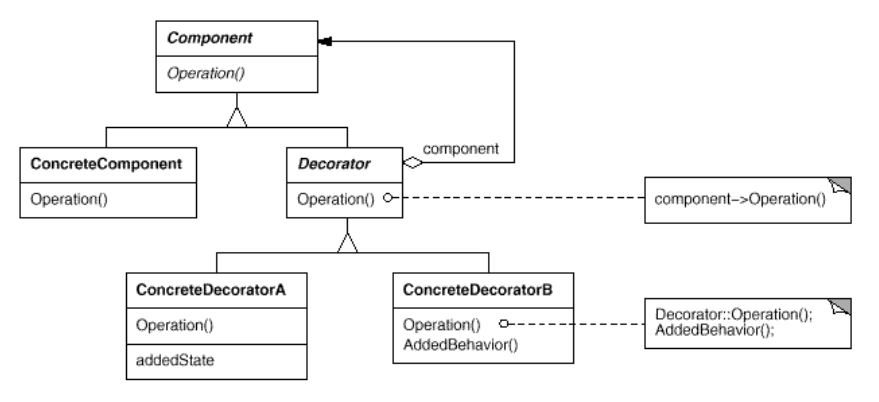 Component
Operation()
component
ConcreteComponent
Operation()
Decorator
Operation()
component->Operation()
ConcreteDecoratorA
Operation()
addedState
ConcreteDecoratorB
Operation()
AddedBehavior()
Decorator::Operation();
AddedBehavior();